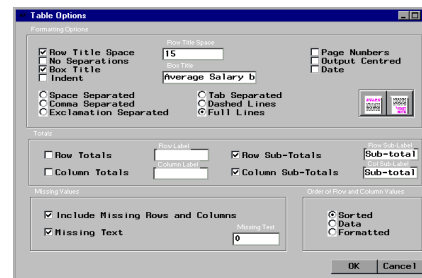 Table Options
Formatting Options
Row Title Space
Row Title Space 15 Page Numbers
No Separations Output Centred
Box Title Box Title Date
Indent Average Salary b
Space Separated Tab Separated
Comma Separated Dashed Lines
Exclamation Separated Full Lines
Totals
Row Label Row Sub-Label
Row Totals Row Sub-Totals Sub-total
Column Label Col Sub-Label
Column Totals Column Sub-Totals Sub-total
Missing Values Order of Row and Column Values
Include Missing Rows and Columns Sorted
Missing Text Data
Missing Text 0 Formatted
OK Cancel